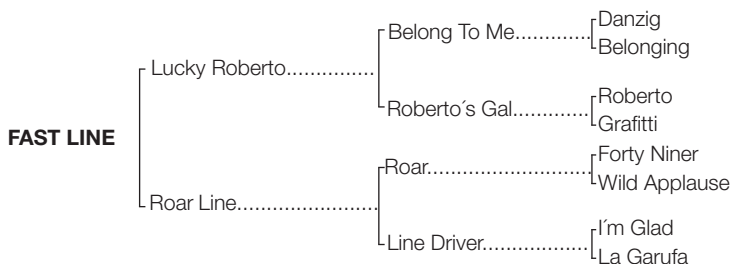 Danzig
Belong To Me.............
Belonging
Lucky Roberto...............
Roberto
Roberto´s Gal.............
Grafitti
FAST LINE
Forty Niner
Roar............................
Wild Applause
Roar Line........................
I´m Glad
Line Driver..................
La Garufa